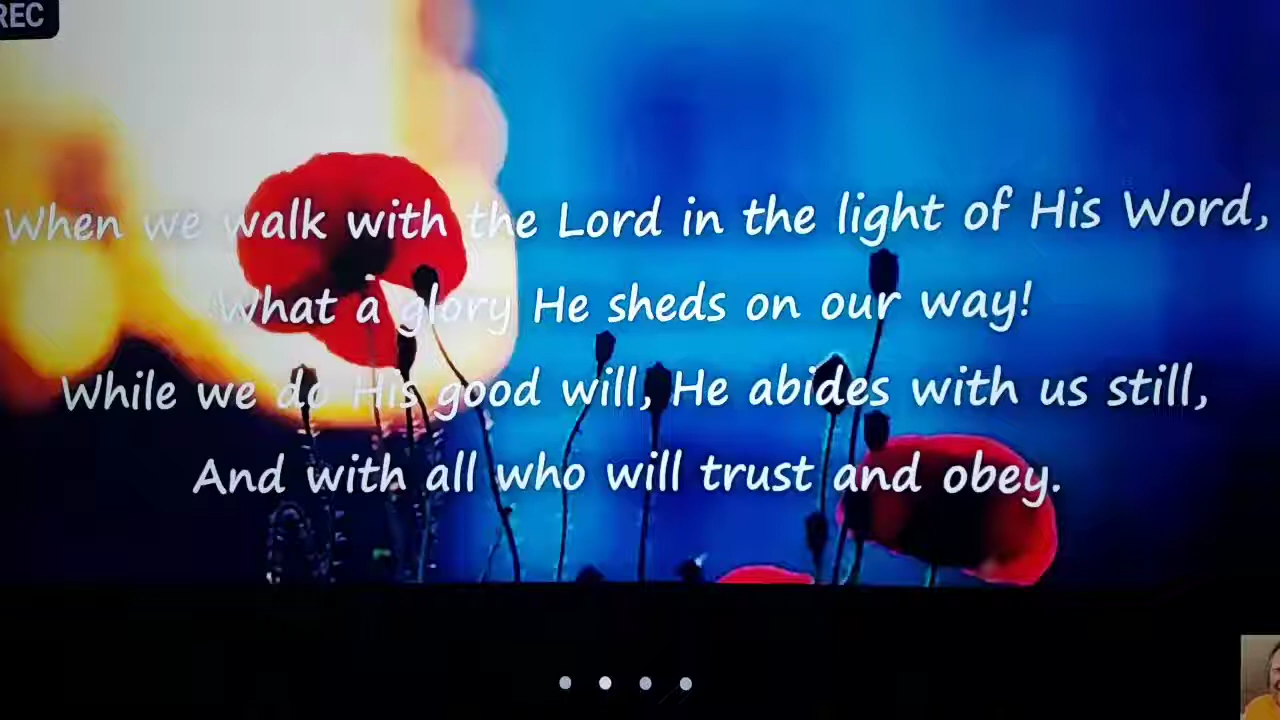 REC
When we walk with the Lord in the light of His Word,
What a glory He sheds on our way!
While we do His good will, He abides with us still,
And with all who will trust and obey.